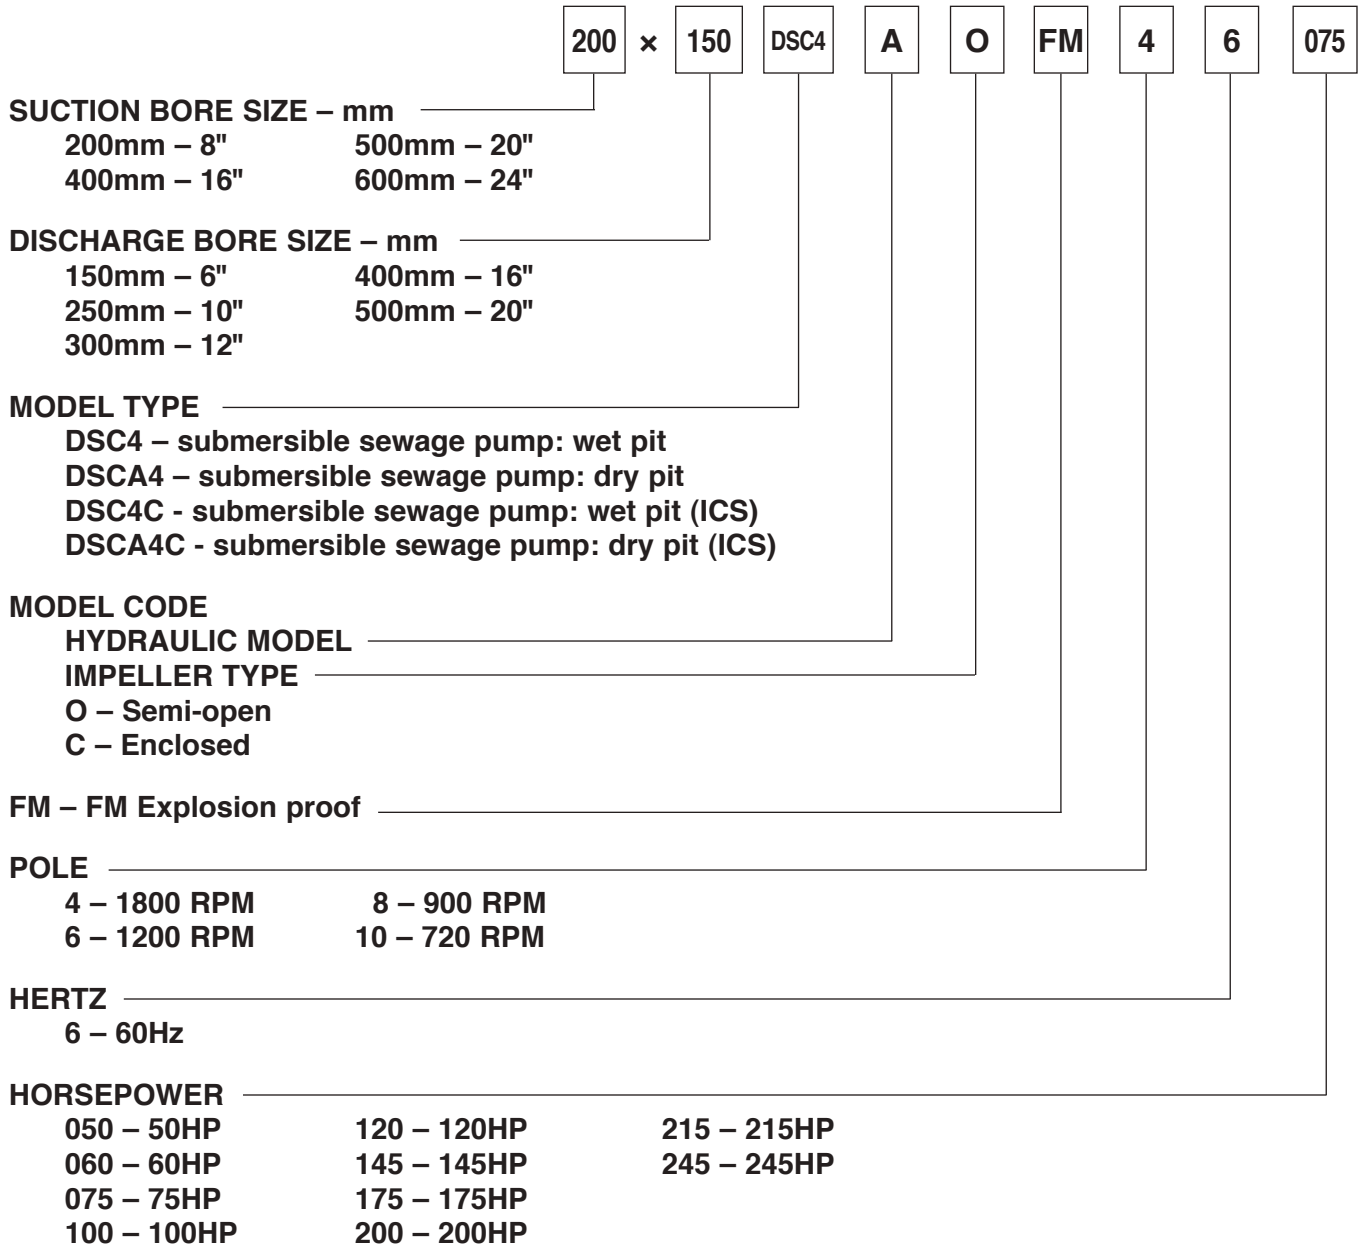 200 × 150 DSC4 A O FM 4 6 075
SUCTION BORE SIZE – mm
200mm – 8" 500mm – 20"
400mm – 16" 600mm – 24"
DISCHARGE BORE SIZE – mm
150mm – 6" 400mm – 16"
250mm – 10" 500mm – 20"
300mm – 12"
MODEL TYPE
DSC4 – submersible sewage pump: wet pit
DSCA4 – submersible sewage pump: dry pit
DSC4C - submersible sewage pump: wet pit (ICS)
DSCA4C - submersible sewage pump: dry pit (ICS)
MODEL CODE
HYDRAULIC MODEL
IMPELLER TYPE
O – Semi-open
C – Enclosed
FM – FM Explosion proof
POLE
4 – 1800 RPM 8 – 900 RPM
6 – 1200 RPM 10 – 720 RPM
HERTZ
6 – 60Hz
HORSEPOWER
050 – 50HP 120 – 120HP 215 – 215HP
060 – 60HP 145 – 145HP 245 – 245HP
075 – 75HP 175 – 175HP
100 – 100HP 200 – 200HP